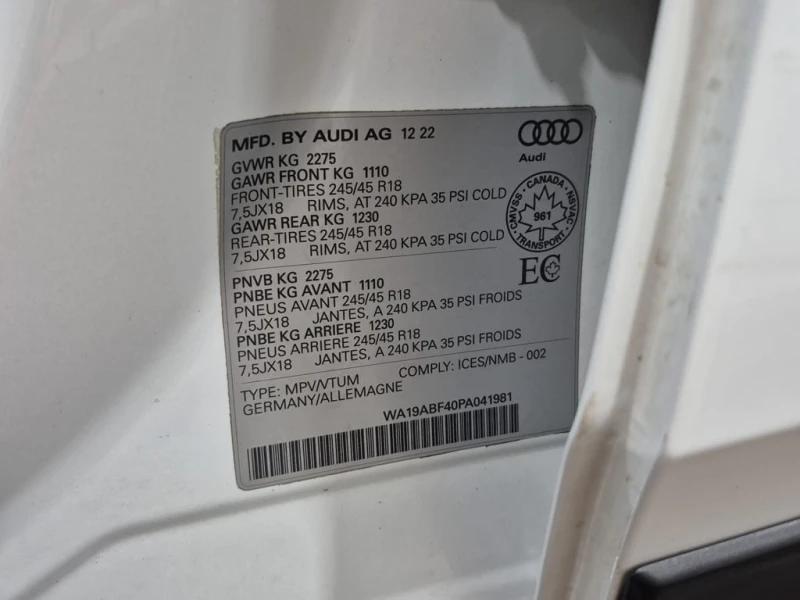 MFD. BY AUDI AG 12 22
Audi
GVWR KG 2275
GAWR FRONT KG 1110
FRONT-TIRES 245/45 R18
7,5JX18 RIMS, AT 240 KPA 35 PSI COLD
GAWR REAR KG 1230
REAR-TIRES 245/45 R18
7,5JX18 RIMS, AT 240 KPA 35 PSI COLD
CMVSS - CANADA - NSVAC
961
TRANSPORT
EC
PNVB KG 2275
PNBE KG AVANT 1110
PNEUS AVANT 245/45 R18
7,5JX18 JANTES, A 240 KPA 35 PSI FROIDS
PNBE KG ARRIERE 1230
PNEUS ARRIERE 245/45 R18
7,5JX18 JANTES, A 240 KPA 35 PSI FROIDS
TYPE: MPV/VTUM COMPLY: ICES/NMB - 002
GERMANY/ALLEMAGNE
WA19ABF40PA041981